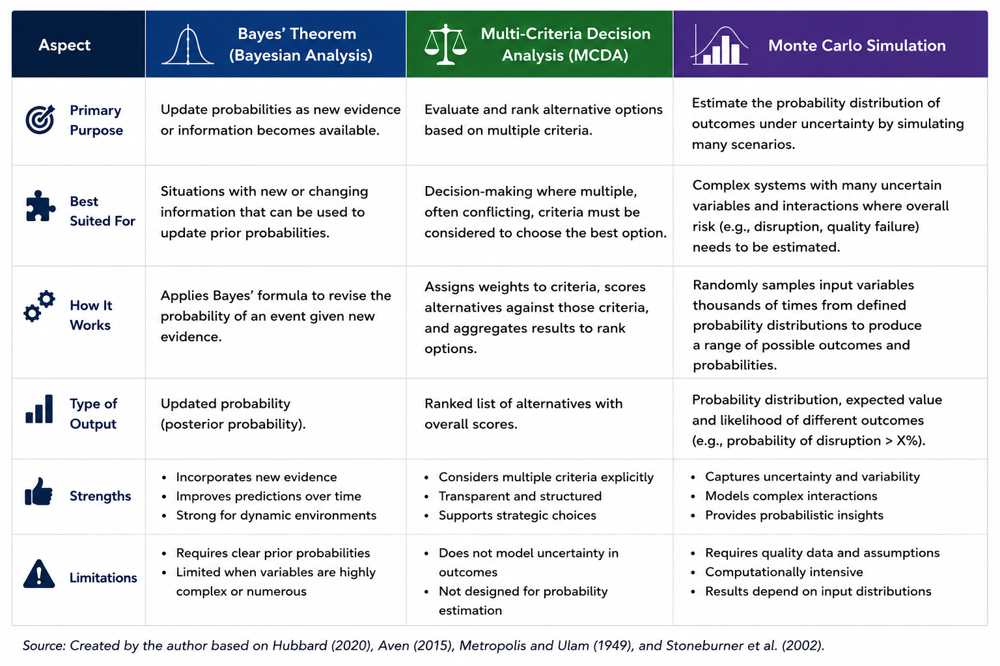 Aspect
Bayes’ Theorem
(Bayesian Analysis)
Multi-Criteria Decision
Analysis (MCDA)
Monte Carlo Simulation
Primary
Purpose
Update probabilities as new evidence
or information becomes available.
Evaluate and rank alternative options
based on multiple criteria.
Estimate the probability distribution of
outcomes under uncertainty by simulating
many scenarios.
Best
Suited For
Situations with new or changing
information that can be used to
update prior probabilities.
Decision-making where multiple,
often conflicting, criteria must be
considered to choose the best option.
Complex systems with many uncertain
variables and interactions where overall
risk (e.g., disruption, quality failure)
needs to be estimated.
How It
Works
Applies Bayes’ formula to revise the
probability of an event given new
evidence.
Assigns weights to criteria, scores
alternatives against those criteria,
and aggregates results to rank
options.
Randomly samples input variables
thousands of times from defined
probability distributions to produce
a range of possible outcomes and
probabilities.
Type of
Output
Updated probability
(posterior probability).
Ranked list of alternatives with
overall scores.
Probability distribution, expected value
and likelihood of different outcomes
(e.g., probability of disruption > X%).
Strengths
• Incorporates new evidence
• Improves predictions over time
• Strong for dynamic environments
• Considers multiple criteria explicitly
• Transparent and structured
• Supports strategic choices
• Captures uncertainty and variability
• Models complex interactions
• Provides probabilistic insights
Limitations
• Requires clear prior probabilities
• Limited when variables are highly
complex or numerous
• Does not model uncertainty in
outcomes
• Not designed for probability
estimation
• Requires quality data and assumptions
• Computationally intensive
• Results depend on input distributions
Source: Created by the author based on Hubbard (2020), Aven (2015), Metropolis and Ulam (1949), and Stoneburner et al. (2002).